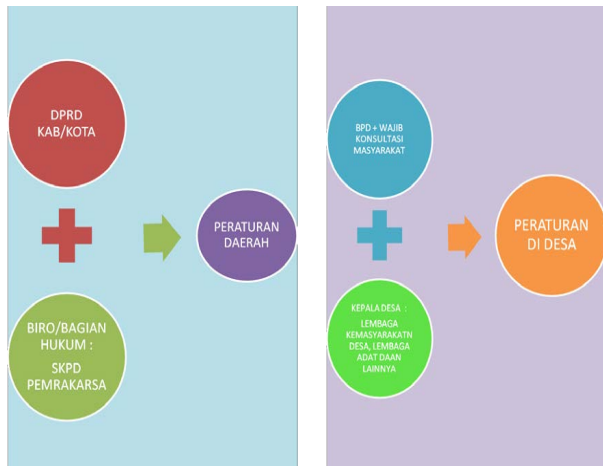 DPRD
KAB/KOTA
BIRO/BAGIAN
HUKUM :
SKPD
PEMRAKARSA
PERATURAN
DAERAH
BPD + WAJIB
KONSULTASI
MASYARAKAT
KEPALA DESA :
LEMBAGA
KEMASYARAKATN
DESA, LEMBAGA
ADAT DAAN
LAINNYA
PERATURAN
DI DESA